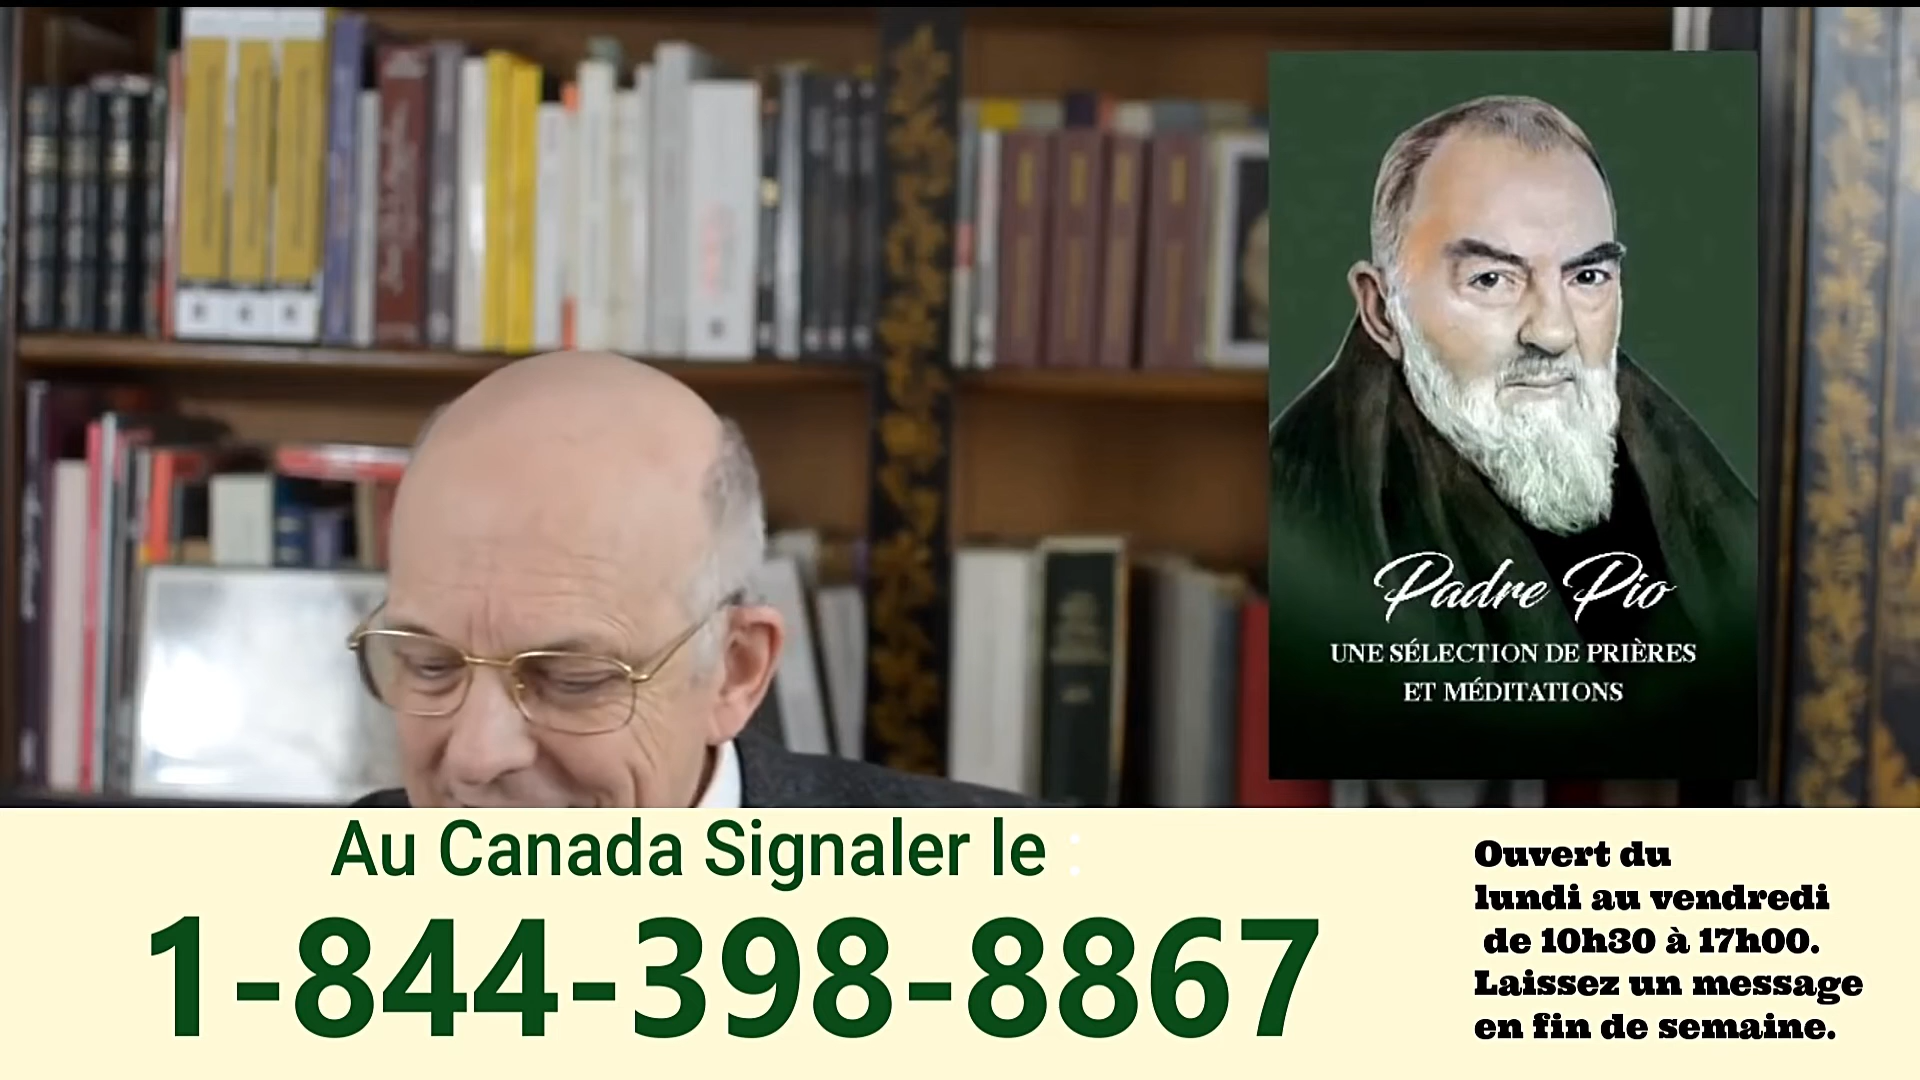 Padre Pio
UNE SÉLECTION DE PRIÈRES
ET MÉDITATIONS
Au Canada Signaler le :
1-844-398-8867
Ouvert du
lundi au vendredi
de 10h30 à 17h00.
Laissez un message
en fin de semaine.